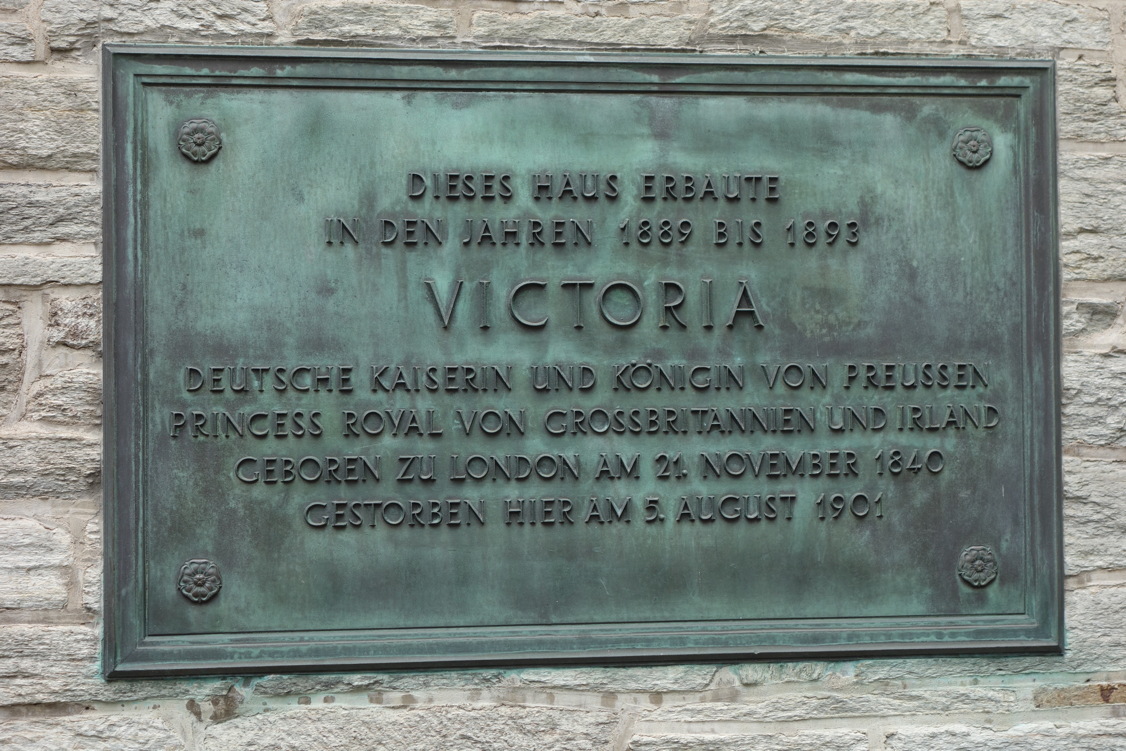 DIESES HAUS ERBAUTE
IN DEN JAHREN 1889 BIS 1893
VICTORIA
DEUTSCHE KAISERIN UND KÖNIGIN VON PREUSSEN
PRINCESS ROYAL VON GROSSBRITANNIEN UND IRLAND
GEBOREN ZU LONDON AM 21. NOVEMBER 1840
GESTORBEN HIER AM 5. AUGUST 1901